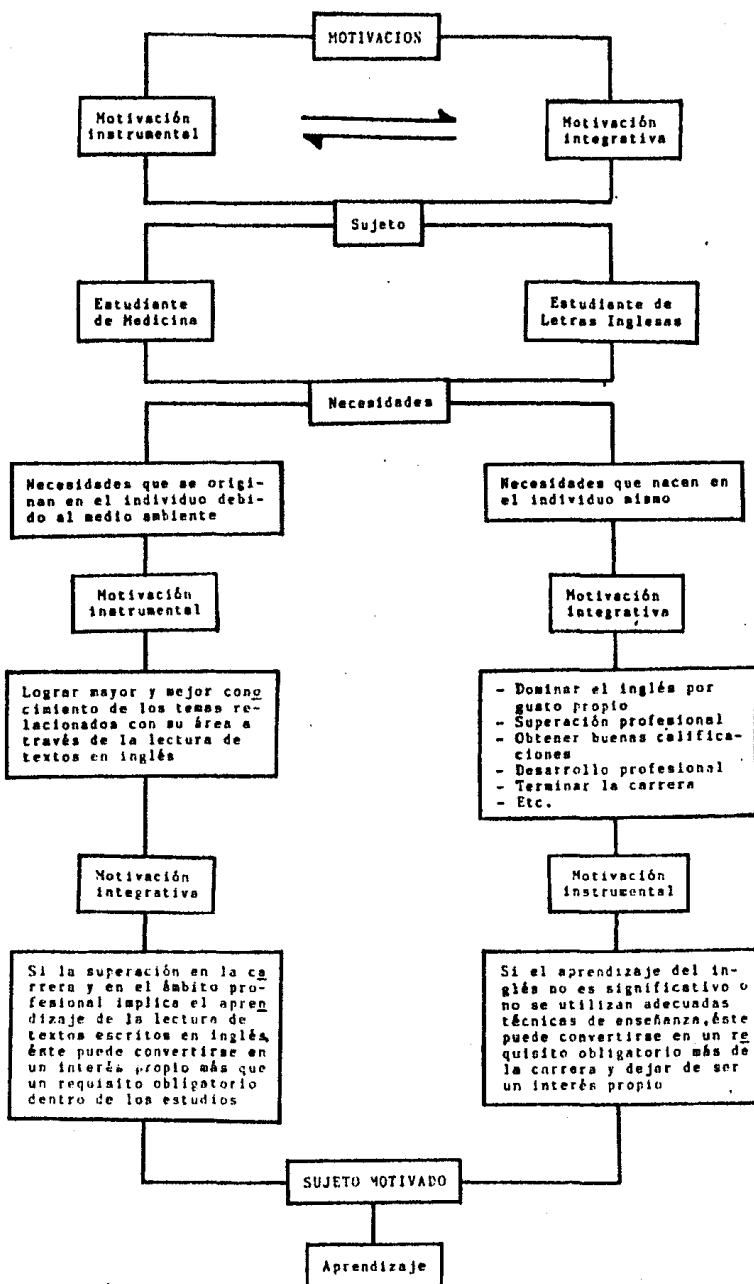 MOTIVACION
Motivación
instrumental
Motivación
integrativa
Sujeto
Estudiante
de Medicina
Estudiante de
Letras Inglesas
Necesidades
Necesidades que se origi-
nan en el individuo debi-
do al medio ambiente
Necesidades que nacen en
el individuo mismo
Motivación
instrumental
Motivación
integrativa
Lograr mayor y mejor cono
cimiento de los temas re-
lacionados con su área a
través de la lectura de
textos en inglés
- Dominar el inglés por
gusto propio
- Superación profesional
- Obtener buenas califica-
ciones
- Desarrollo profesional
- Terminar la carrera
- Etc.
Motivación
integrativa
Motivación
instrumental
Si la superación en la ca
rrera y en el ámbito pro-
fesional implica el apren
dizaje de la lectura de
textos escritos en inglés,
éste puede convertirse en
un interés propio más que
un requisito obligatorio
dentro de los estudios
Si el aprendizaje del in-
glés no es significativo o
no se utilizan adecuadas
técnicas de enseñanza,éste
puede convertirse en un re
quisito obligatorio más de
la carrera y dejar de ser
un interés propio
SUJETO MOTIVADO
Aprendizaje